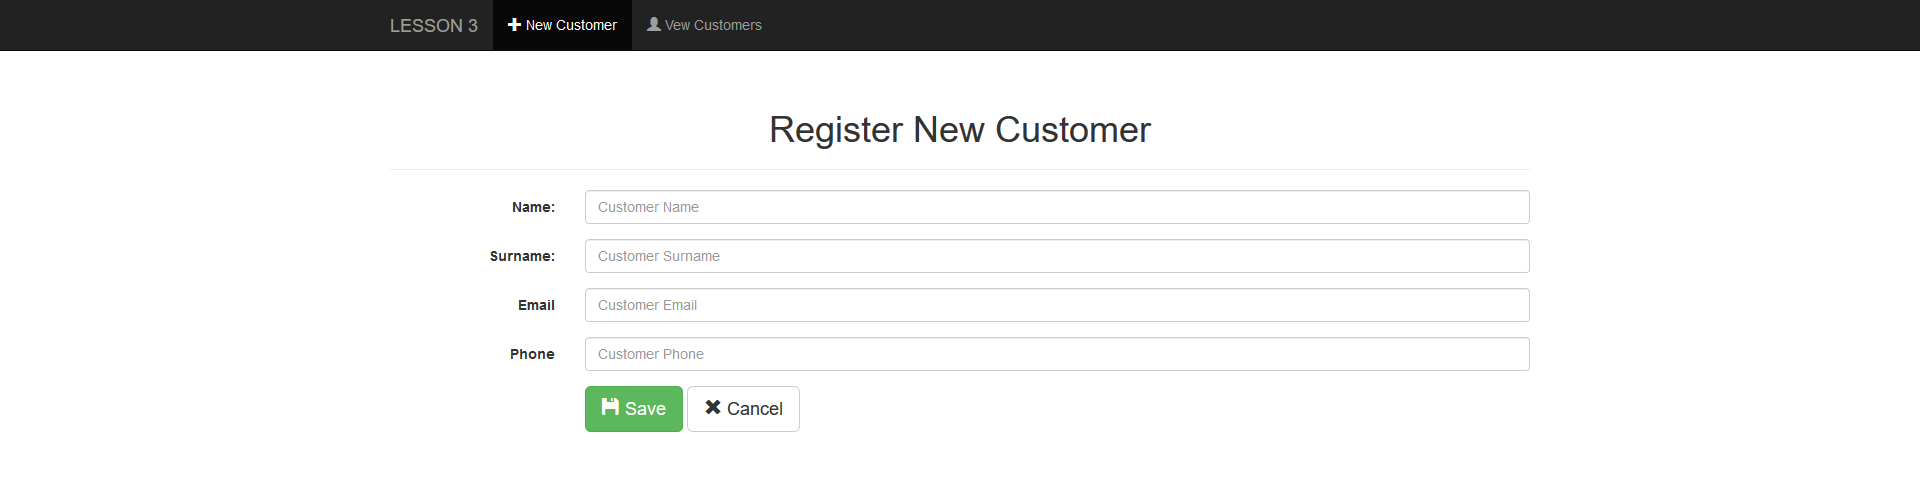 LESSON 3 New Customer Vew Customers
Register New Customer
Name: Customer Name
Surname: Customer Surname
Email Customer Email
Phone Customer Phone
Save Cancel